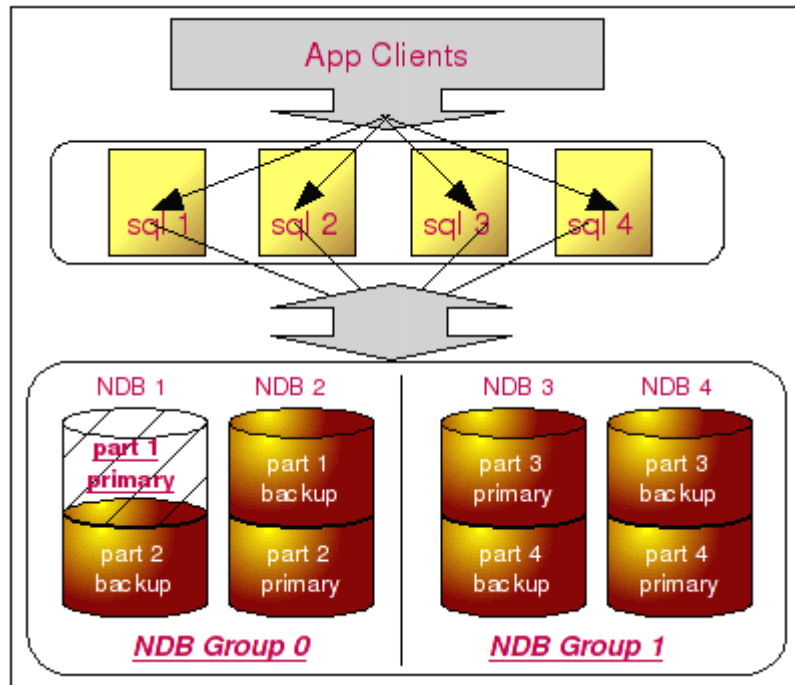 App Clients
sql 1
sql 2
sql 3
sql 4
NDB 1
NDB 2
NDB 3
NDB 4
part 1
primary
part 2
backup
part 1
backup
part 2
primary
part 3
primary
part 4
backup
part 3
backup
part 4
primary
NDB Group 0
NDB Group 1